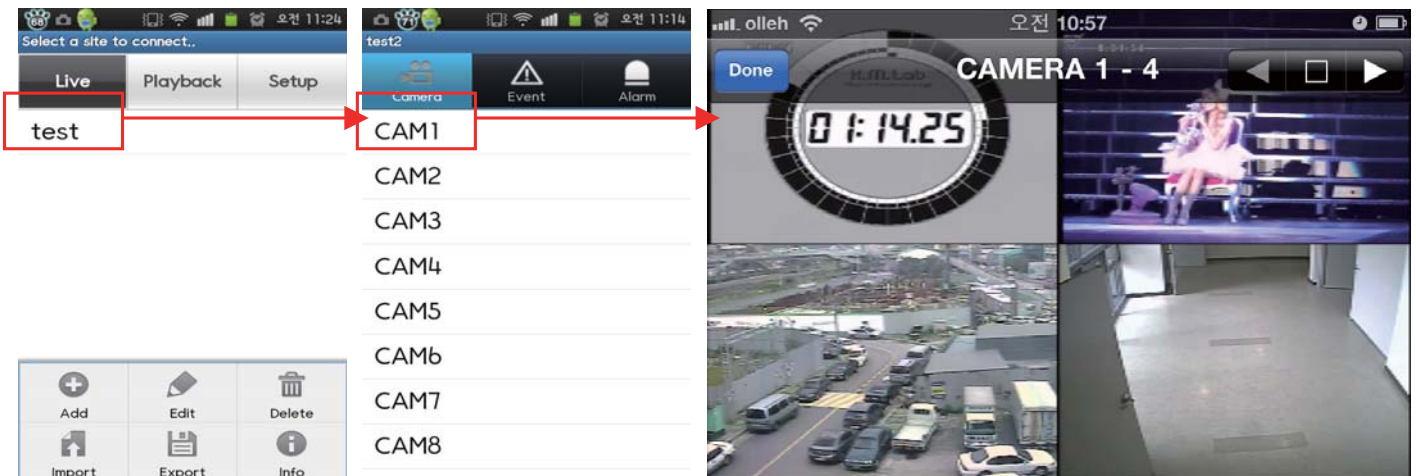 68 오전 11:24
Select a site to connect..
Live Playback Setup
test
Add Edit Delete
Import Export Info
71 오전 11:14
test2
Camera Event Alarm
CAM1
CAM2
CAM3
CAM4
CAM5
CAM6
CAM7
CAM8
olleh 오전 10:57
Done CAMERA 1 - 4
01:14.25